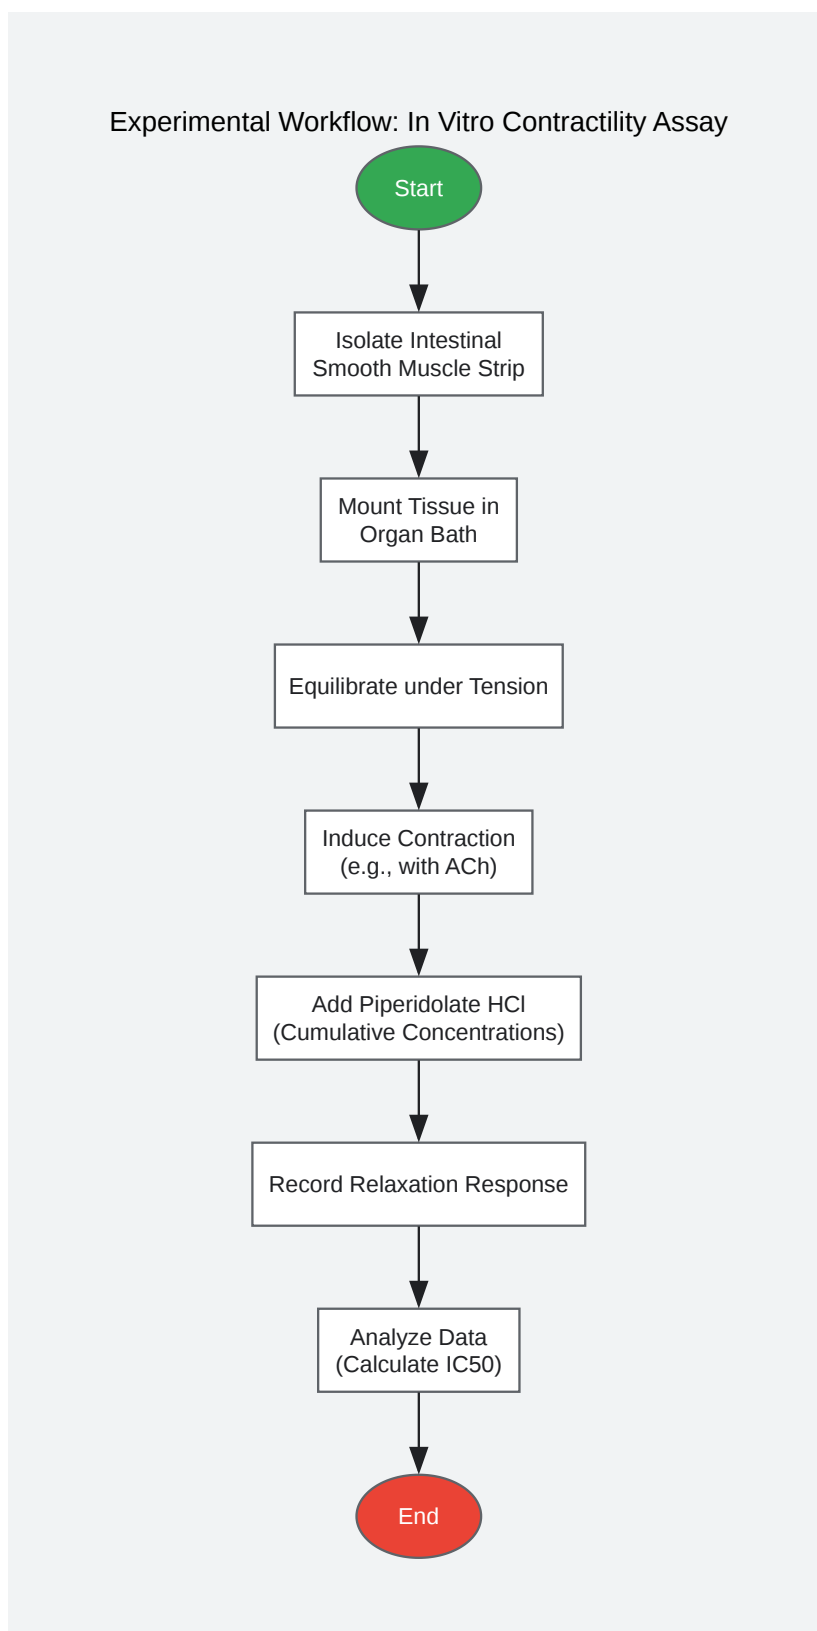 Experimental Workflow: In Vitro Contractility Assay
Start
Isolate Intestinal
Smooth Muscle Strip
Mount Tissue in
Organ Bath
Equilibrate under Tension
Induce Contraction
(e.g., with ACh)
Add Piperidolate HCl
(Cumulative Concentrations)
Record Relaxation Response
Analyze Data
(Calculate IC50)
End